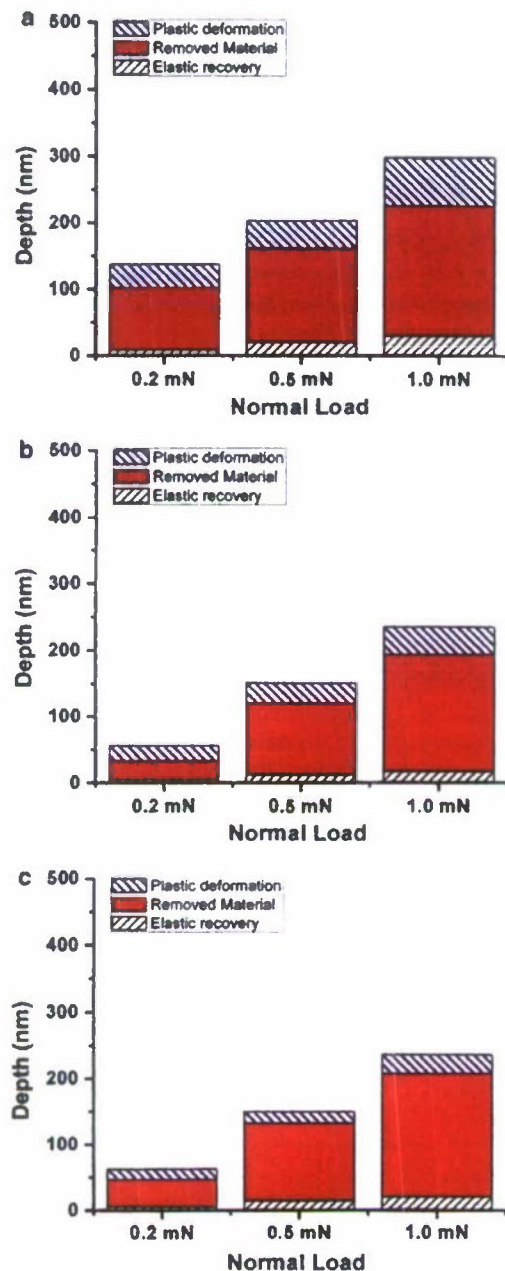 a
500
Plastic deformation
Removed Material
Elastic recovery
400
300
200
100
0
Depth (nm)
0.2 mN 0.5 mN 1.0 mN
Normal Load
b
500
Plastic deformation
Removed Material
Elastic recovery
400
300
200
100
0
Depth (nm)
0.2 mN 0.5 mN 1.0 mN
Normal Load
c
500
Plastic deformation
Removed Material
Elastic recovery
400
300
200
100
0
Depth (nm)
0.2 mN 0.5 mN 1.0 mN
Normal Load